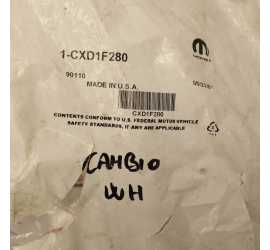 1-CXD1F280
90110
MADE IN U.S.A.
CXD1F280
CONTENTS CONFORM TO U.S. FEDERAL MOTOR VEHICLE
SAFETY STANDARDS, IF ANY ARE APPLICABLE
CAMBIO
WH